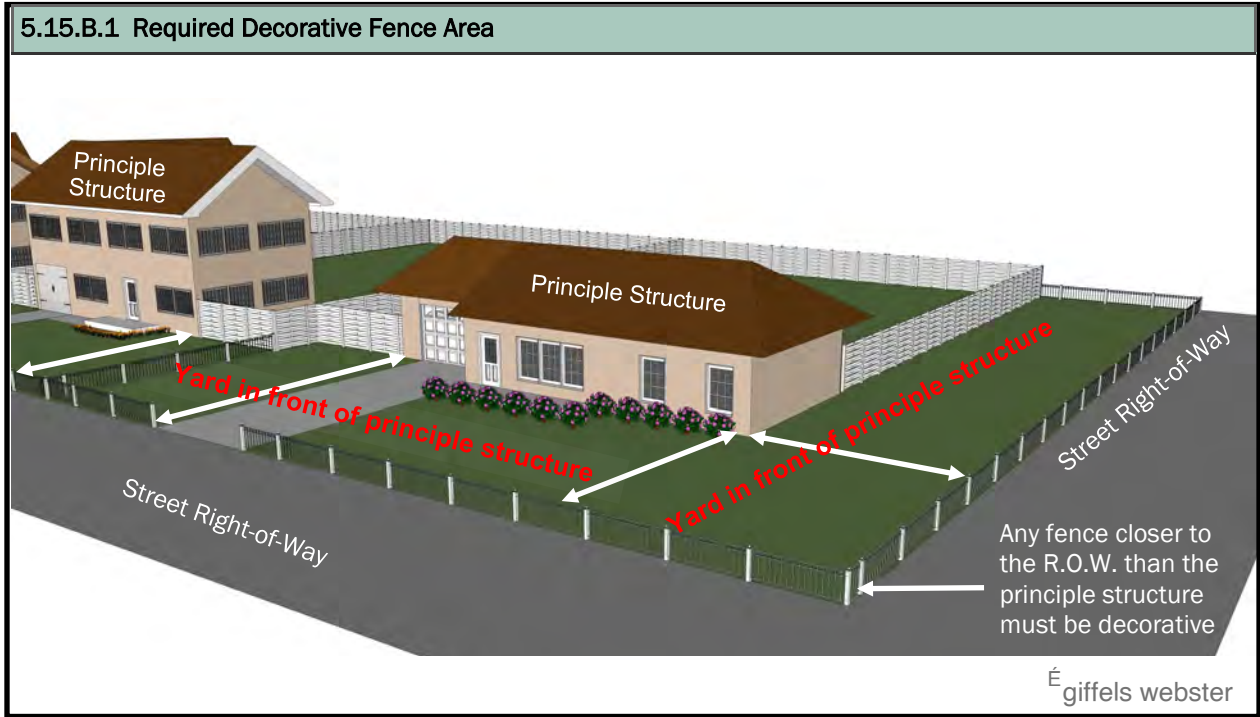 5.15.B.1 Required Decorative Fence Area
Principle
Structure
Principle Structure
Yard in front of principle structure
Yard in front of principle structure
Street Right-of-Way
Street Right-of-Way
Any fence closer to
the R.O.W. than the
principle structure
must be decorative
É
giffels webster